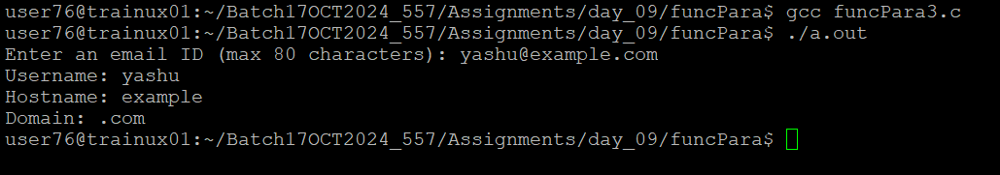 user76@trainux01:~/Batch17OCT2024_557/Assignments/day_09/funcPara$ gcc funcPara3.c
user76@trainux01:~/Batch17OCT2024_557/Assignments/day_09/funcPara$ ./a.out
Enter an email ID (max 80 characters): yashu@example.com
Username: yashu
Hostname: example
Domain: .com
user76@trainux01:~/Batch17OCT2024_557/Assignments/day_09/funcPara$